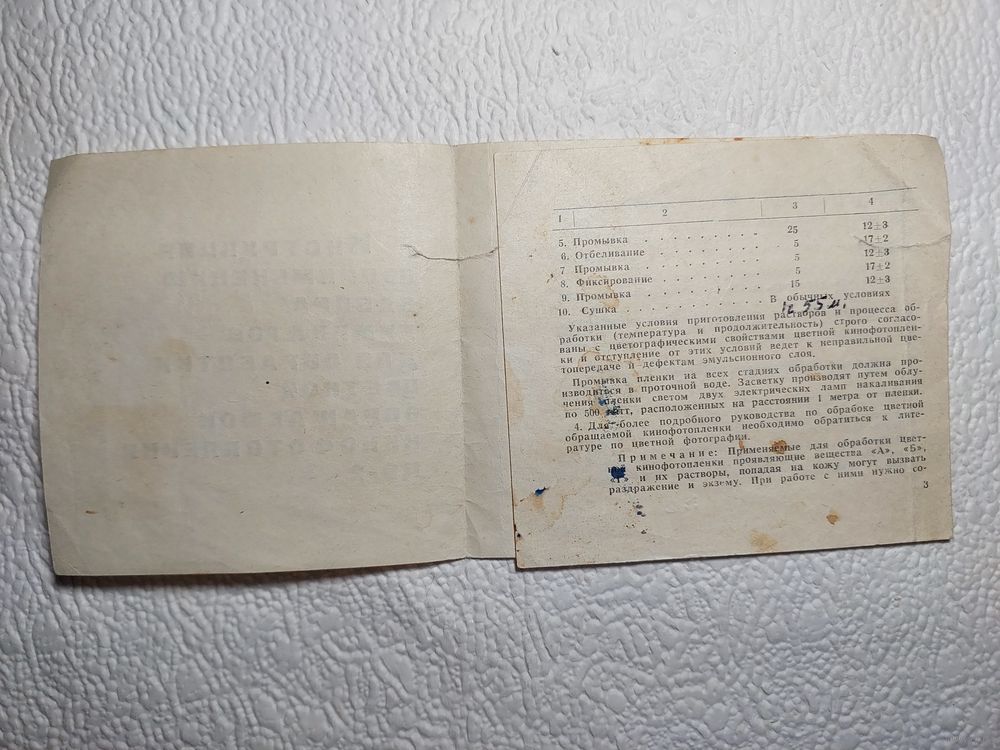 1 2 3 4
5. Промывка 25 12±3
6. Отбеливание 5 17±2
7 Промывка 5 12±3
8. Фиксирование 5 17±2
9. Промывка 15 12±3
10. Сушка В обычных условиях
55 м.
Указанные условия приготовления растворов и процесса об-
работки (температура и продолжительность) строго согласо-
ваны с цветографическими свойствами цветной кинофотоплен-
ки и отступление от этих условий ведет к неправильной цве-
топередаче и дефектам эмульсионного слоя.
Промывка пленки на всех стадиях обработки должна про-
изводиться в проточной воде. Засветку производят путем облу-
чения пленки светом двух электрических ламп накаливания
по 500 ватт, расположенных на расстоянии 1 метра от пленки.
4. Для более подробного руководства по обрабоке цветной
обращаемой кинофотопленки необходимо обратиться к лите-
ратуре по цветной фотографии.
Примечание: Применяемые для обработки цвет-
ной кинофотопленки проявляющие вещества «А», «Б»,
и их растворы, попадая на кожу могут вызвать
раздражение и экзему. При работе с ними нужно со-
3